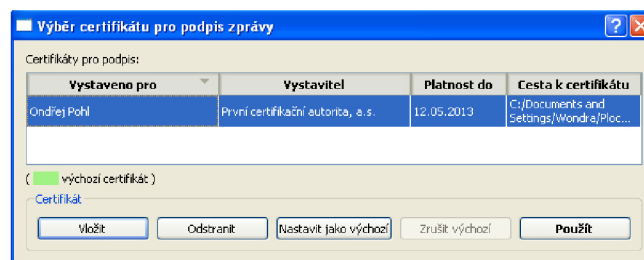 Výběr certifikátu pro podpis zprávy
Certifikáty pro podpis:
Vystaveno pro Vystavitel Platnost do Cesta k certifikátu
Ondřej Pohl První certifikační autorita, a.s. 12.05.2013 C:/Documents and
Settings/Wondra/Ploc...
( výchozí certifikát )
Certifikát
Vložit Odstranit Nastavit jako výchozí Zrušit výchozí Použít